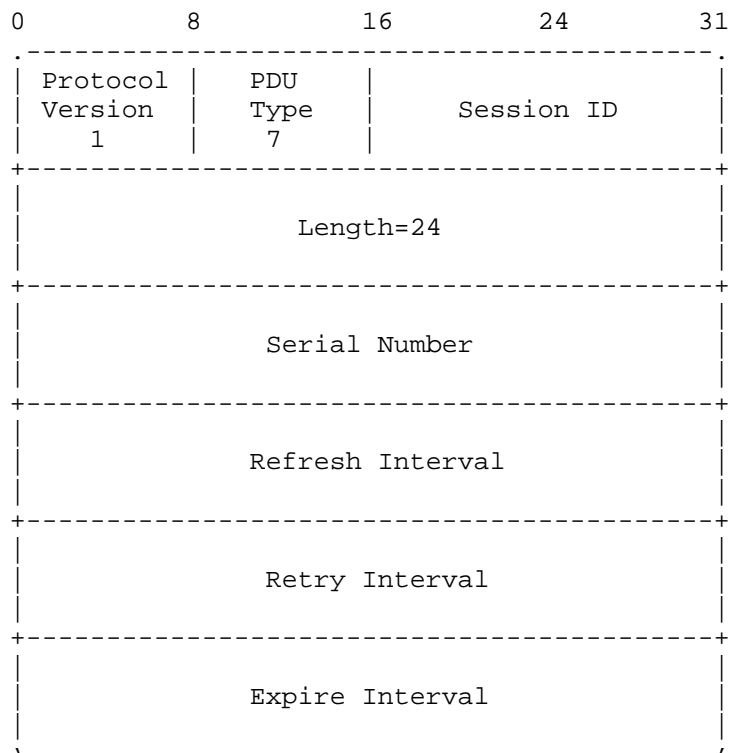 0          8          16         24        31
.-------------------------------------------.
| Protocol |   PDU    |                     |
| Version  |   Type   |     Session ID      |
|    1     |    7     |                     |
+-------------------------------------------+
|                                           |
|                 Length=24                 |
|                                           |
+-------------------------------------------+
|                                           |
|               Serial Number               |
|                                           |
+-------------------------------------------+
|                                           |
|              Refresh Interval             |
|                                           |
+-------------------------------------------+
|                                           |
|               Retry Interval              |
|                                           |
+-------------------------------------------+
|                                           |
|              Expire Interval              |
|                                           |